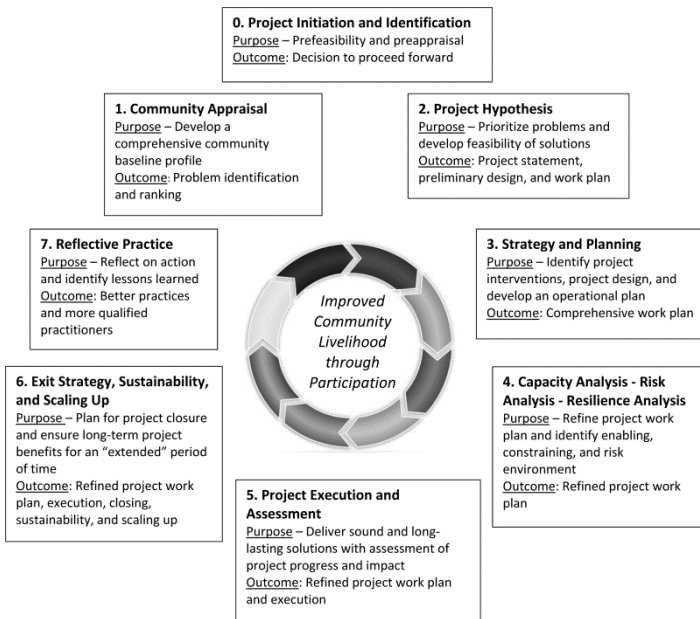 0. Project Initiation and Identification
Purpose – Prefeasibility and preappraisal
Outcome: Decision to proceed forward
1. Community Appraisal
Purpose – Develop a
comprehensive community
baseline profile
Outcome: Problem identification
and ranking
2. Project Hypothesis
Purpose – Prioritize problems and
develop feasibility of solutions
Outcome: Project statement,
preliminary design, and work plan
3. Strategy and Planning
Purpose – Identify project
interventions, project design, and
develop an operational plan
Outcome: Comprehensive work plan
4. Capacity Analysis - Risk
Analysis - Resilience Analysis
Purpose – Refine project work
plan and identify enabling,
constraining, and risk
environment
Outcome: Refined project work
plan
5. Project Execution and
Assessment
Purpose – Deliver sound and long-
lasting solutions with assessment of
project progress and impact
Outcome: Refined project work plan
and execution
6. Exit Strategy, Sustainability,
and Scaling Up
Purpose – Plan for project closure
and ensure long-term project
benefits for an “extended” period
of time
Outcome: Refined project work
plan, execution, closing,
sustainability, and scaling up
7. Reflective Practice
Purpose – Reflect on action
and identify lessons learned
Outcome: Better practices
and more qualified
practitioners
Improved
Community
Livelihood
through
Participation